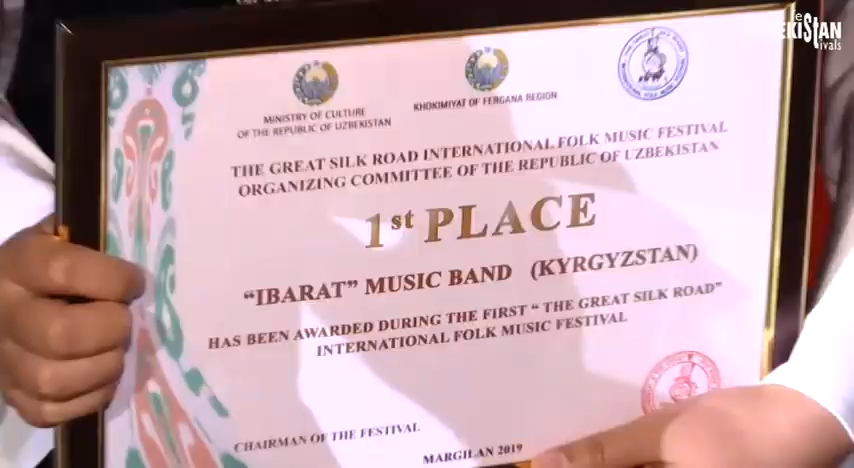 UZBEKISTAN
MINISTRY OF CULTURE
OF THE REPUBLIC OF UZBEKISTAN
KHOKIMIYAT OF FERGANA REGION
THE GREAT SILK ROAD INTERNATIONAL FOLK MUSIC FESTIVAL
ORGANIZING COMMITTEE OF THE REPUBLIC OF UZBEKISTAN
1st PLACE
“IBARAT” MUSIC BAND (KYRGYZSTAN)
HAS BEEN AWARDED DURING THE FIRST “THE GREAT SILK ROAD”
INTERNATIONAL FOLK MUSIC FESTIVAL
CHAIRMAN OF THE FESTIVAL
MARGILAN 2019